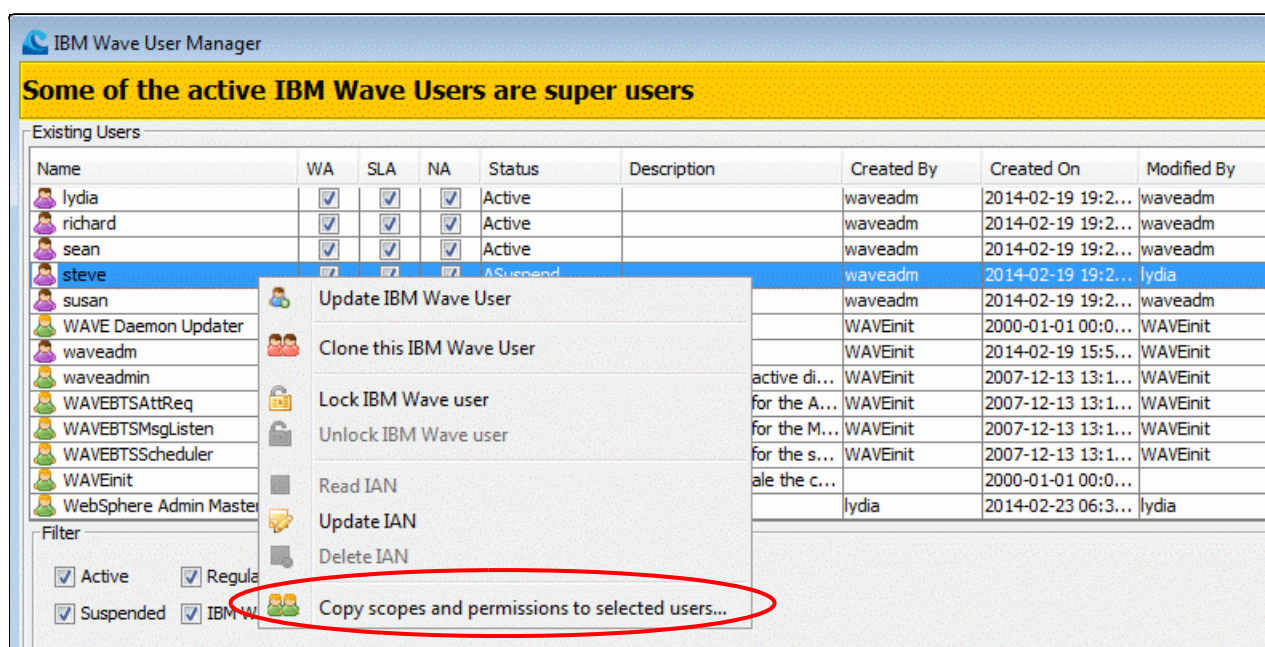 IBM Wave User Manager
Some of the active IBM Wave Users are super users
Existing Users
Name WA SLA NA Status Description Created By Created On Modified By
lydia Active waveadm 2014-02-19 19:2... waveadm
richard Active waveadm 2014-02-19 19:2... waveadm
sean Active waveadm 2014-02-19 19:2... waveadm
steve ASuspend waveadm 2014-02-19 19:2... lydia
susan waveadm 2014-02-19 19:2... waveadm
WAVE Daemon Updater WAVEinit 2000-01-01 00:0... WAVEinit
waveadm WAVEinit 2014-02-19 15:5... WAVEinit
waveadmin active di... WAVEinit 2007-12-13 13:1... WAVEinit
WAVEBTSAttReq for the A... WAVEinit 2007-12-13 13:1... WAVEinit
WAVEBTSMsgListen for the M... WAVEinit 2007-12-13 13:1... WAVEinit
WAVEBTSScheduler for the s... WAVEinit 2007-12-13 13:1... WAVEinit
WAVEinit ale the c... 2000-01-01 00:0...
WebSphere Admin Master lydia 2014-02-23 06:3... lydia
Update IBM Wave User
Clone this IBM Wave User
Lock IBM Wave user
Unlock IBM Wave user
Read IAN
Update IAN
Delete IAN
Copy scopes and permissions to selected users...
Filter
Active Regula
Suspended IBM W